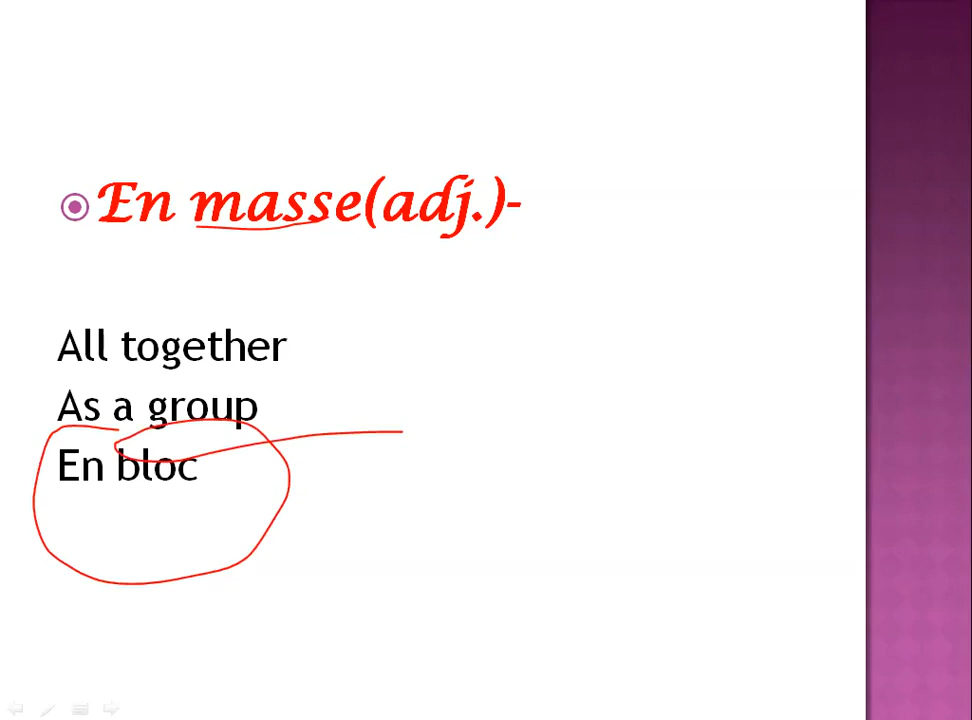 En masse(adj.)-
All together
As a group
En bloc